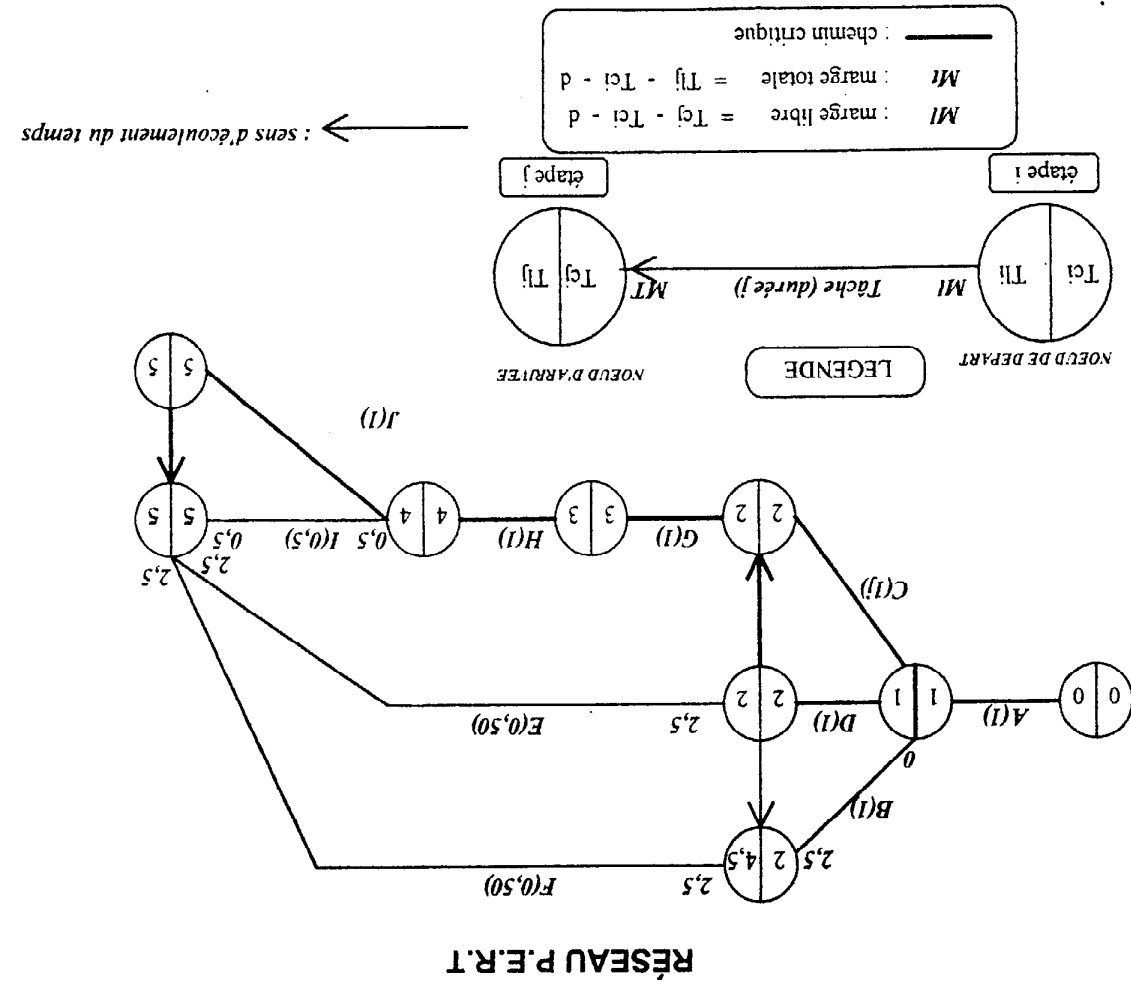 RÉSEAU P.E.R.T
F(0,50)
2,5
2,5
2 4,5
B(1)
0
2,5
E(0,50)
0 0
A(1)
1 1
D(1)
2 2
C(1j)
2,5
2,5
2 2
G(1)
3 3
H(1)
4 4
0,5
I(0,5)
0,5
5 5
J(1)
5 5
LEGENDE
NOEUD DE DEPART
NOEUD D'ARRIVEE
Tci Tli
Ml
Tâche (durée j)
MT
Tcj Tlj
étape i
étape j
: sens d'écoulement du temps
Ml : marge libre = Tcj - Tci - d
Mt : marge totale = Tlj - Tci - d
: chemin critique